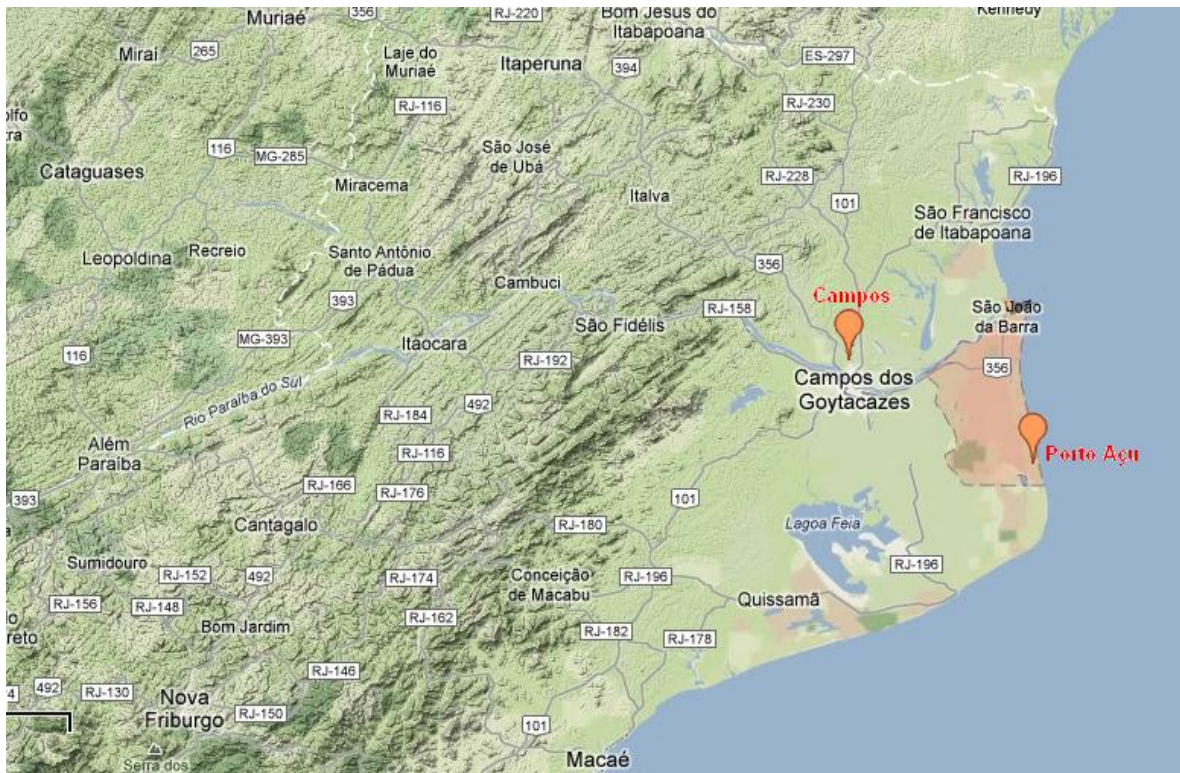 Muriaé
356
RJ-220
Bom Jesus do
Itabapoana
Kennedy
Miraí
265
Laje do
Muriaé
Itaperuna
394
ES-297
RJ-116
RJ-230
116
MG-285
São José
de Ubá
Cataguases
Miracema
RJ-228
RJ-196
Italva
101
São Francisco
de Itabapoana
Leopoldina
Recreio
Santo Antônio
de Pádua
356
393
Cambuci
Campos
São Fidélis
RJ-158
São João
da Barra
MG-393
Itaocara
116
RJ-192
356
Campos dos
Goytacazes
Rio Paraíba do Sul
492
RJ-184
Além
Paraíba
RJ-116
Porto Açu
RJ-166
RJ-176
393
101
Cantagalo
RJ-180
Lagoa Feia
Sumidouro
RJ-152
492
RJ-174
Conceição
de Macabu
RJ-196
RJ-196
RJ-156
RJ-148
Quissamã
Bom Jardim
RJ-162
RJ-182
RJ-178
RJ-146
492
RJ-130
Nova
Friburgo
RJ-150
101
Macaé
Serra dos